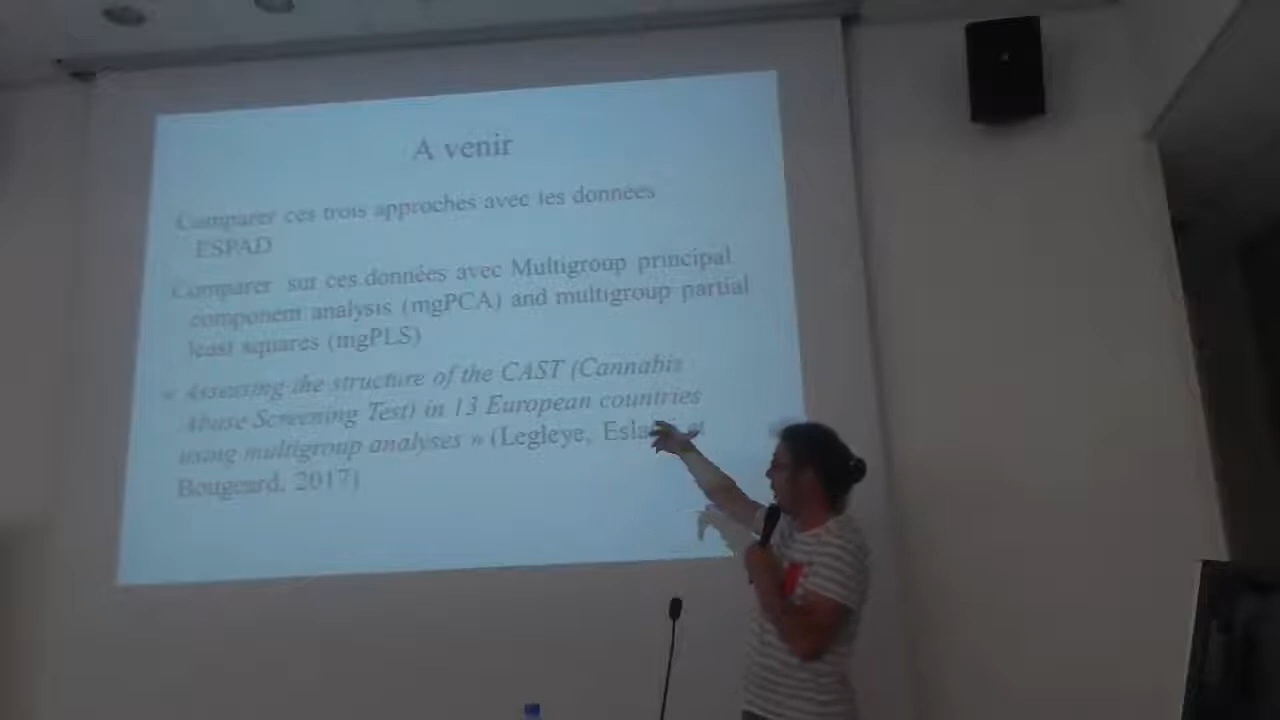 A venir
Comparer ces trois approches avec les données
ESPAD
Comparer sur ces données avec Multigroup principal
component analysis (mgPCA) and multigroup partial
least squares (mgPLS)
« Assessing the structure of the CAST (Cannabis
Abuse Screening Test) in 13 European countries
using multigroup analyses » (Legleye, et
Bougeard, 2017)